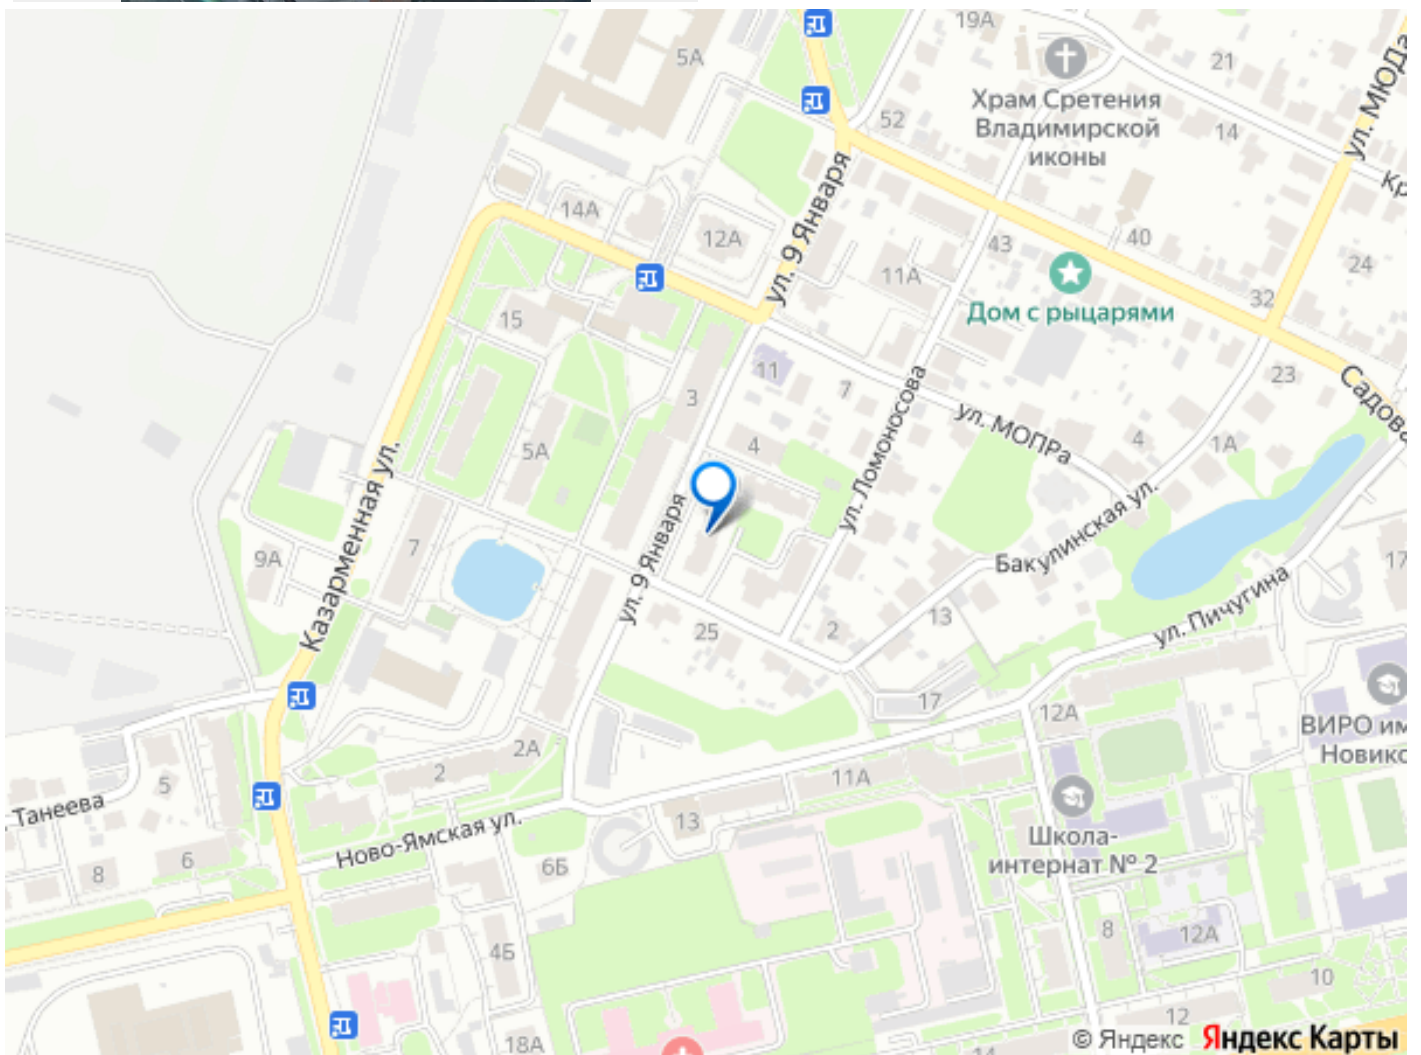 19А
5А
21
ул. МЮДа
Храм Сретения
Владимирской
иконы
52
14
Кр
14А
12А
ул. 9 Января
43
40
11А
24
Дом с рыцарями
32
15
11
7
23
Садова
3
ул. Ломоносова
ул. МОПРа
4
4
1А
5А
Казарменная ул.
ул. 9 Января
Бакулинская ул.
9А
7
17
ул. Пичугина
25
2
13
17
12А
ВИРО им
Новико
2А
2
11А
5
. Танеева
13
Школа-
интернат № 2
Ново-Ямская ул.
6
8
6Б
8
12А
4Б
10
12
18А
14
© Яндекс Яндекс Карты